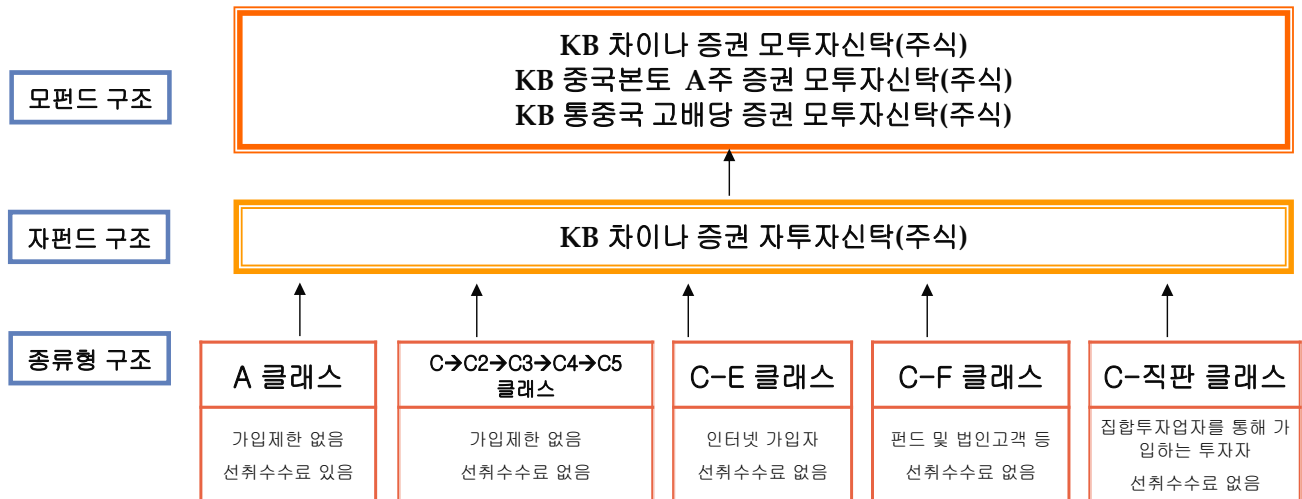 KB 차이나 증권 모투자신탁(주식)
KB 중국본토 A주 증권 모투자신탁(주식)
KB 통중국 고배당 증권 모투자신탁(주식)
모펀드 구조
자펀드 구조
KB 차이나 증권 자투자신탁(주식)
종류형 구조
A 클래스
가입제한 없음
선취수수료 있음
C→C2→C3→C4→C5
클래스
가입제한 없음
선취수수료 없음
C-E 클래스
인터넷 가입자
선취수수료 없음
C-F 클래스
펀드 및 법인고객 등
선취수수료 없음
C-직판 클래스
집합투자업자를 통해 가
입하는 투자자
선취수수료 없음